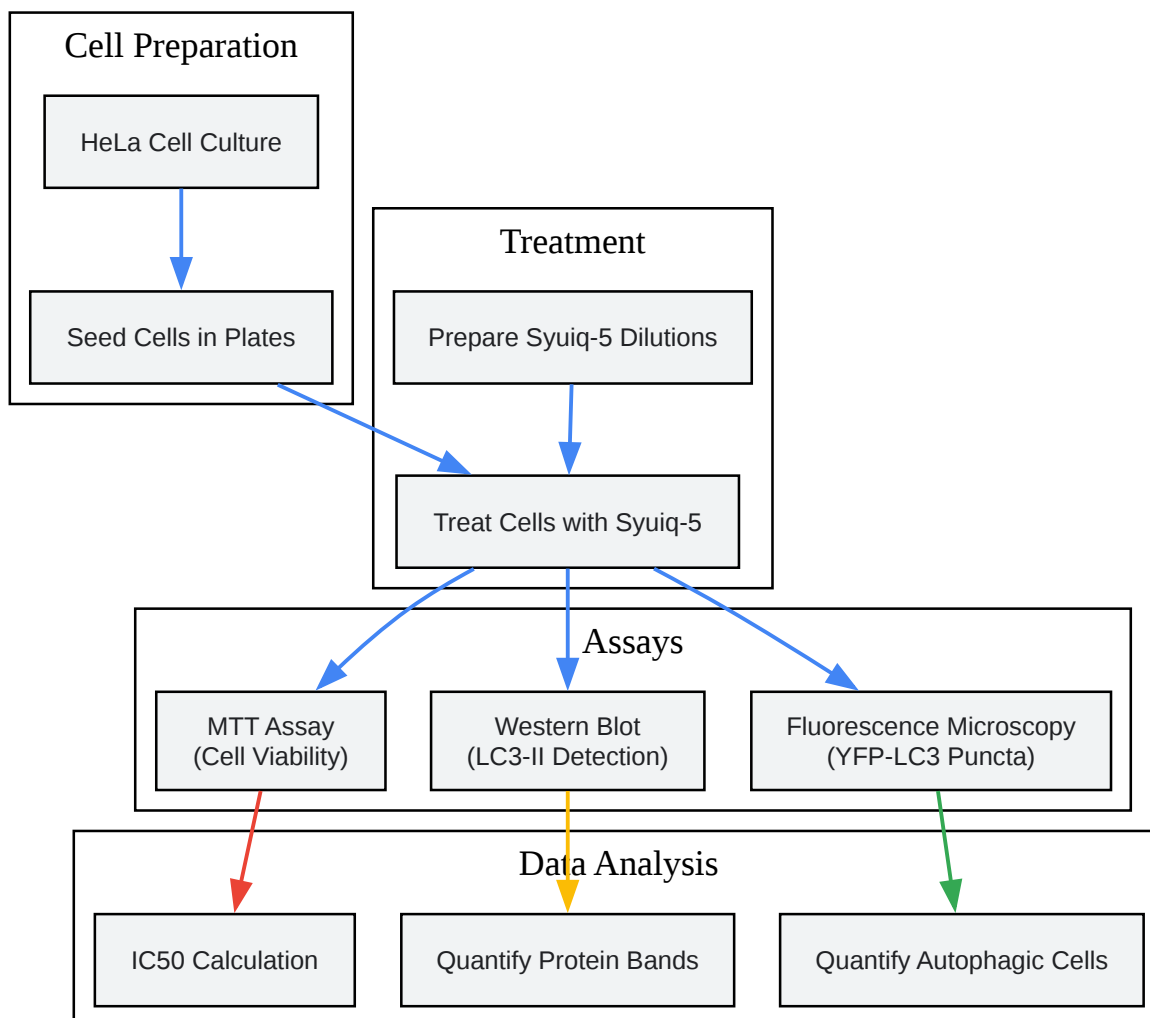 Cell Preparation
HeLa Cell Culture
Seed Cells in Plates
Treatment
Prepare Syuiq-5 Dilutions
Treat Cells with Syuiq-5
Assays
MTT Assay
(Cell Viability)
Western Blot
(LC3-II Detection)
Fluorescence Microscopy
(YFP-LC3 Puncta)
Data Analysis
IC50 Calculation
Quantify Protein Bands
Quantify Autophagic Cells